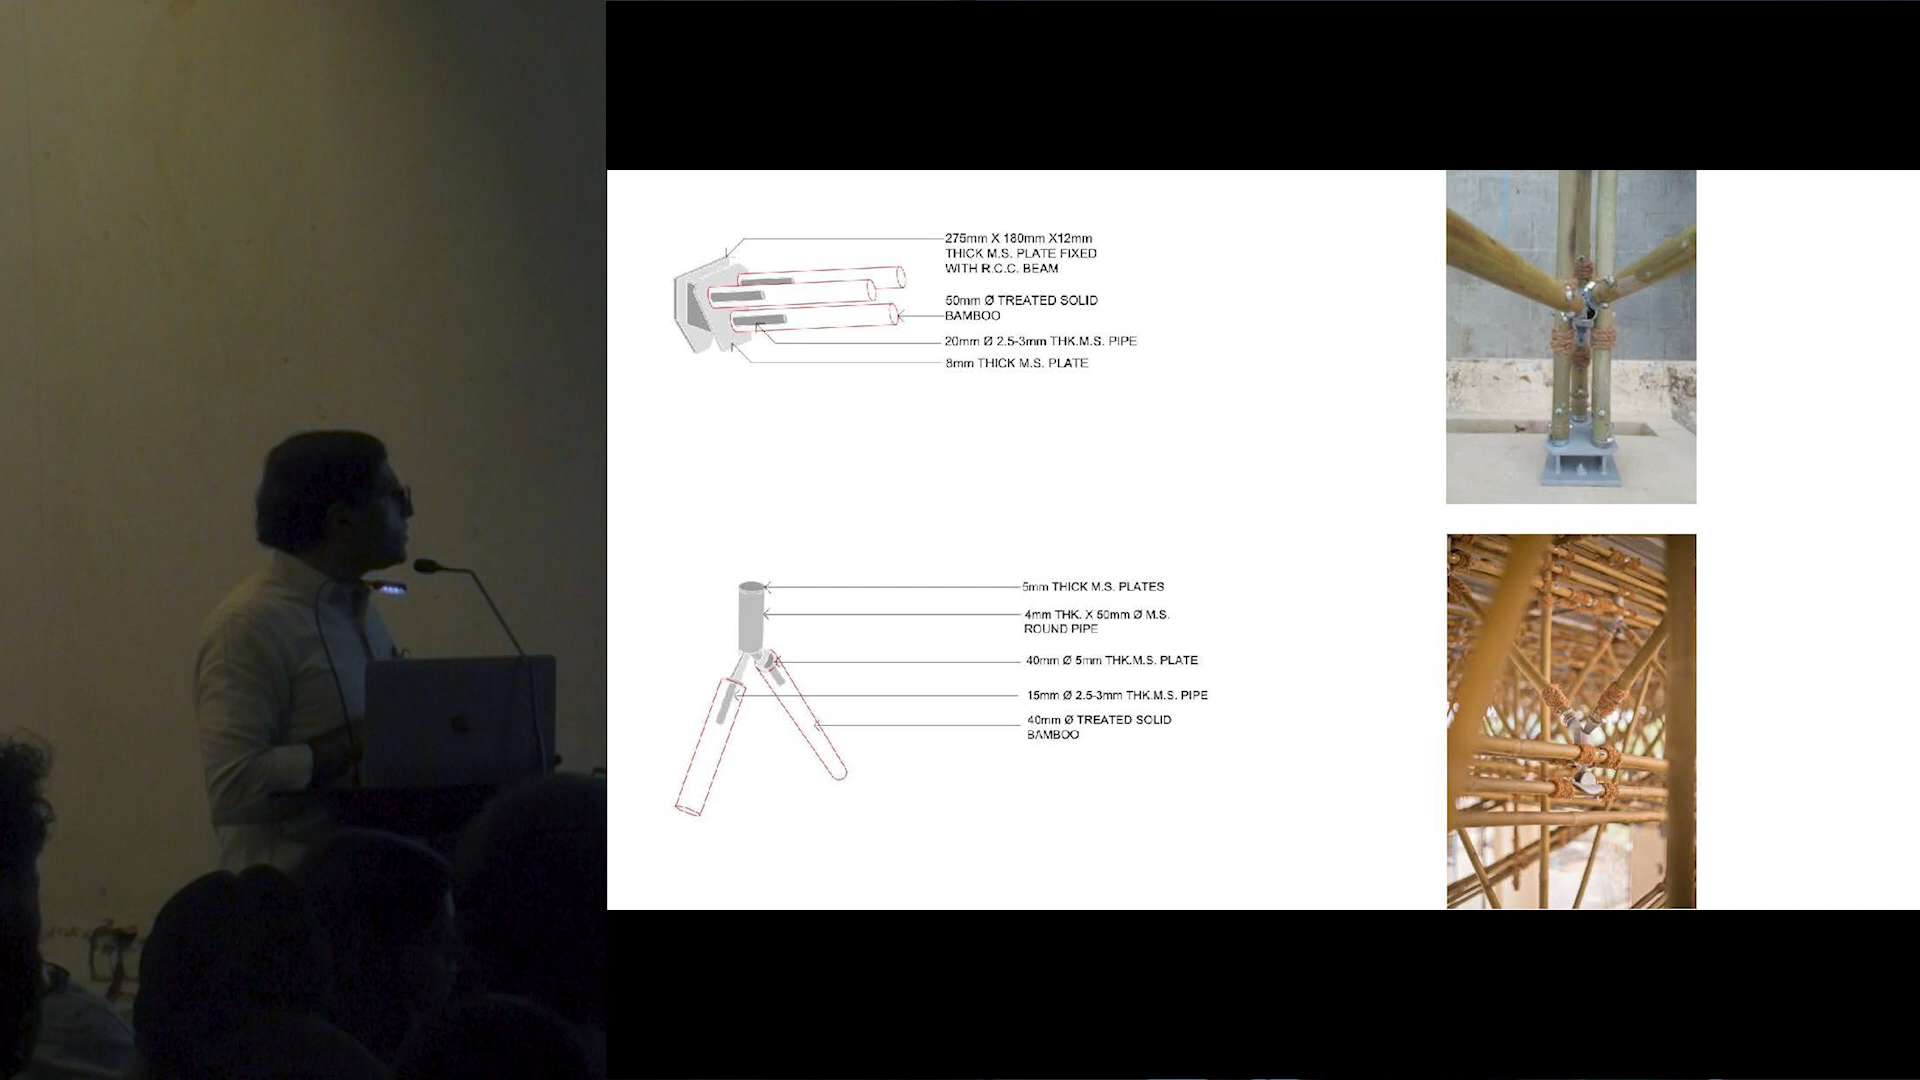 275mm X 180mm X12mm
THICK M.S. PLATE FIXED
WITH R.C.C. BEAM
50mm Ø TREATED SOLID
BAMBOO
20mm Ø 2.5-3mm THK.M.S. PIPE
8mm THICK M.S. PLATE
5mm THICK M.S. PLATES
4mm THK. X 50mm Ø M.S.
ROUND PIPE
40mm Ø 5mm THK.M.S. PLATE
15mm Ø 2.5-3mm THK.M.S. PIPE
40mm Ø TREATED SOLID
BAMBOO